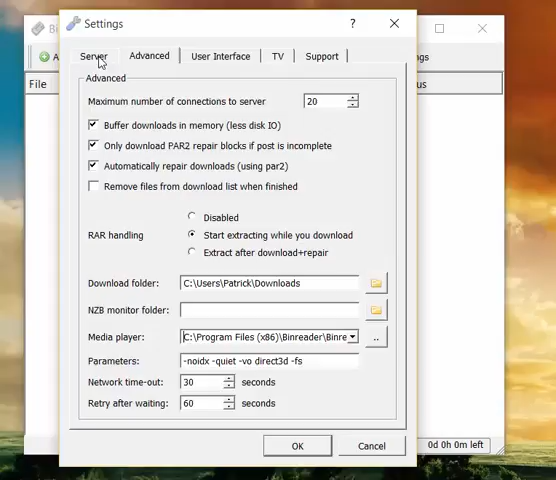 Settings
?
Server
Advanced
User Interface
TV
Support
File
Advanced
Maximum number of connections to server
20
Buffer downloads in memory (less disk IO)
Only download PAR2 repair blocks if post is incomplete
Automatically repair downloads (using par2)
Remove files from download list when finished
Disabled
RAR handling
Start extracting while you download
Extract after download+repair
Download folder:
C:\Users\Patrick\Downloads
NZB monitor folder:
Media player:
C:\Program Files (x86)\Binreader\Binre
..
Parameters:
-noidx -quiet -vo direct3d -fs
Network time-out:
30
seconds
Retry after waiting:
60
seconds
OK
Cancel
0d 0h 0m left